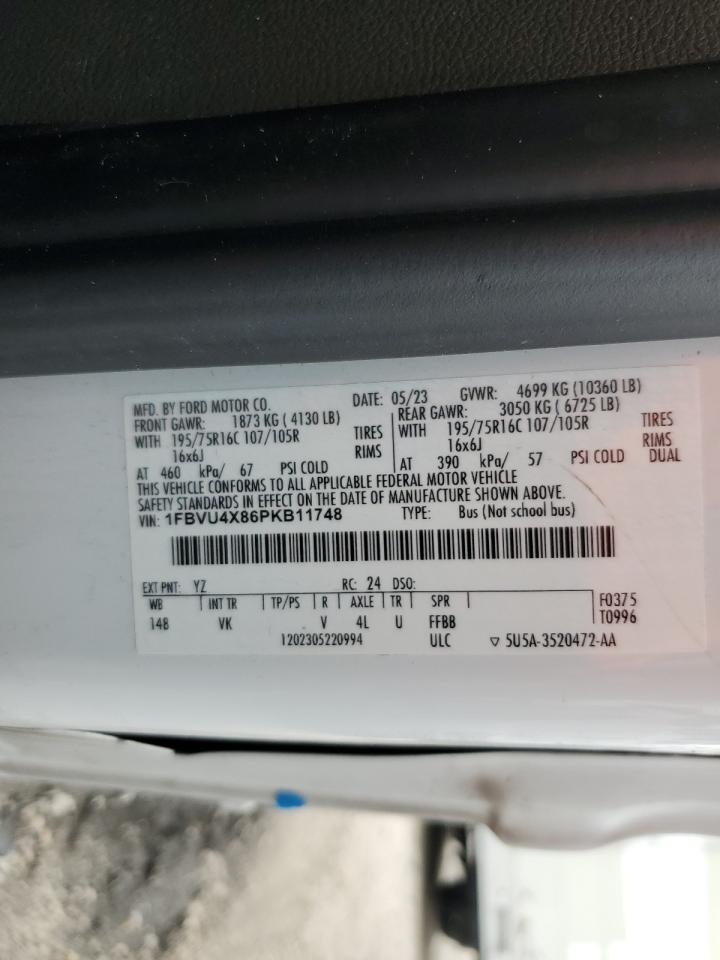 MFD. BY FORD MOTOR CO. DATE: 05/23 GVWR: 4699 KG (10360 LB)
FRONT GAWR: 1873 KG ( 4130 LB) REAR GAWR: 3050 KG ( 6725 LB)
WITH 195/75R16C 107/105R TIRES WITH 195/75R16C 107/105R TIRES
16x6J RIMS 16x6J RIMS
AT 460 kPa/ 67 PSI COLD AT 390 kPa/ 57 PSI COLD DUAL
THIS VEHICLE CONFORMS TO ALL APPLICABLE FEDERAL MOTOR VEHICLE
SAFETY STANDARDS IN EFFECT ON THE DATE OF MANUFACTURE SHOWN ABOVE.
VIN: 1FBVU4X86PKB11748 TYPE: Bus (Not school bus)
EXT PNT: YZ RC: 24 DSO:
WB INT TR TP/PS R AXLE TR SPR F0375
148 VK V 4L U FFBB T0996
1202305220994 ULC ▽ 5U5A-3520472-AA